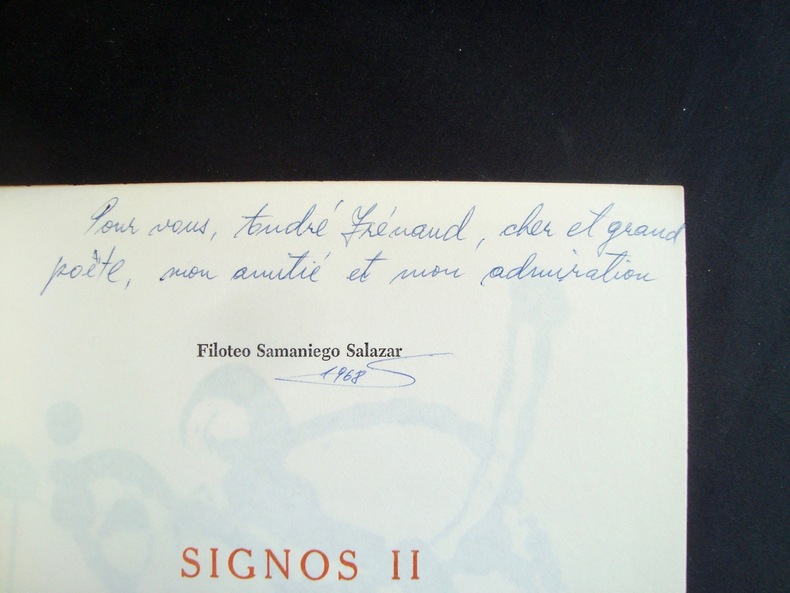 Pour vous, André Frénaud, cher et grand
poète, mon amitié et mon admiration
Filoteo Samaniego Salazar
1968
SIGNOS II